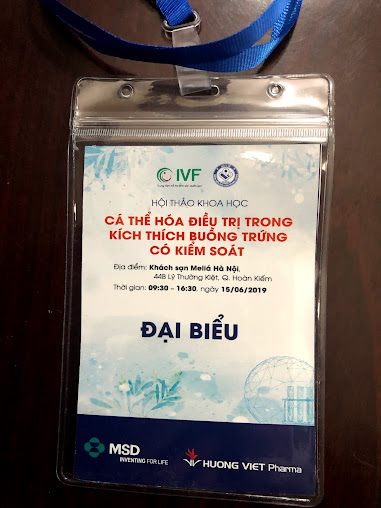 IVF
HỘI THẢO KHOA HỌC
CÁ THỂ HÓA ĐIỀU TRỊ TRONG
KÍCH THÍCH BUỒNG TRỨNG
CÓ KIỂM SOÁT
Địa điểm: Khách sạn Meliá Hà Nội,
44B Lý Thường Kiệt, Q. Hoàn Kiếm
Thời gian: 09:30 – 16:30, ngày 15/06/2019
ĐẠI BIỂU
MSD
INVENTING FOR LIFE
HUONG VIET Pharma